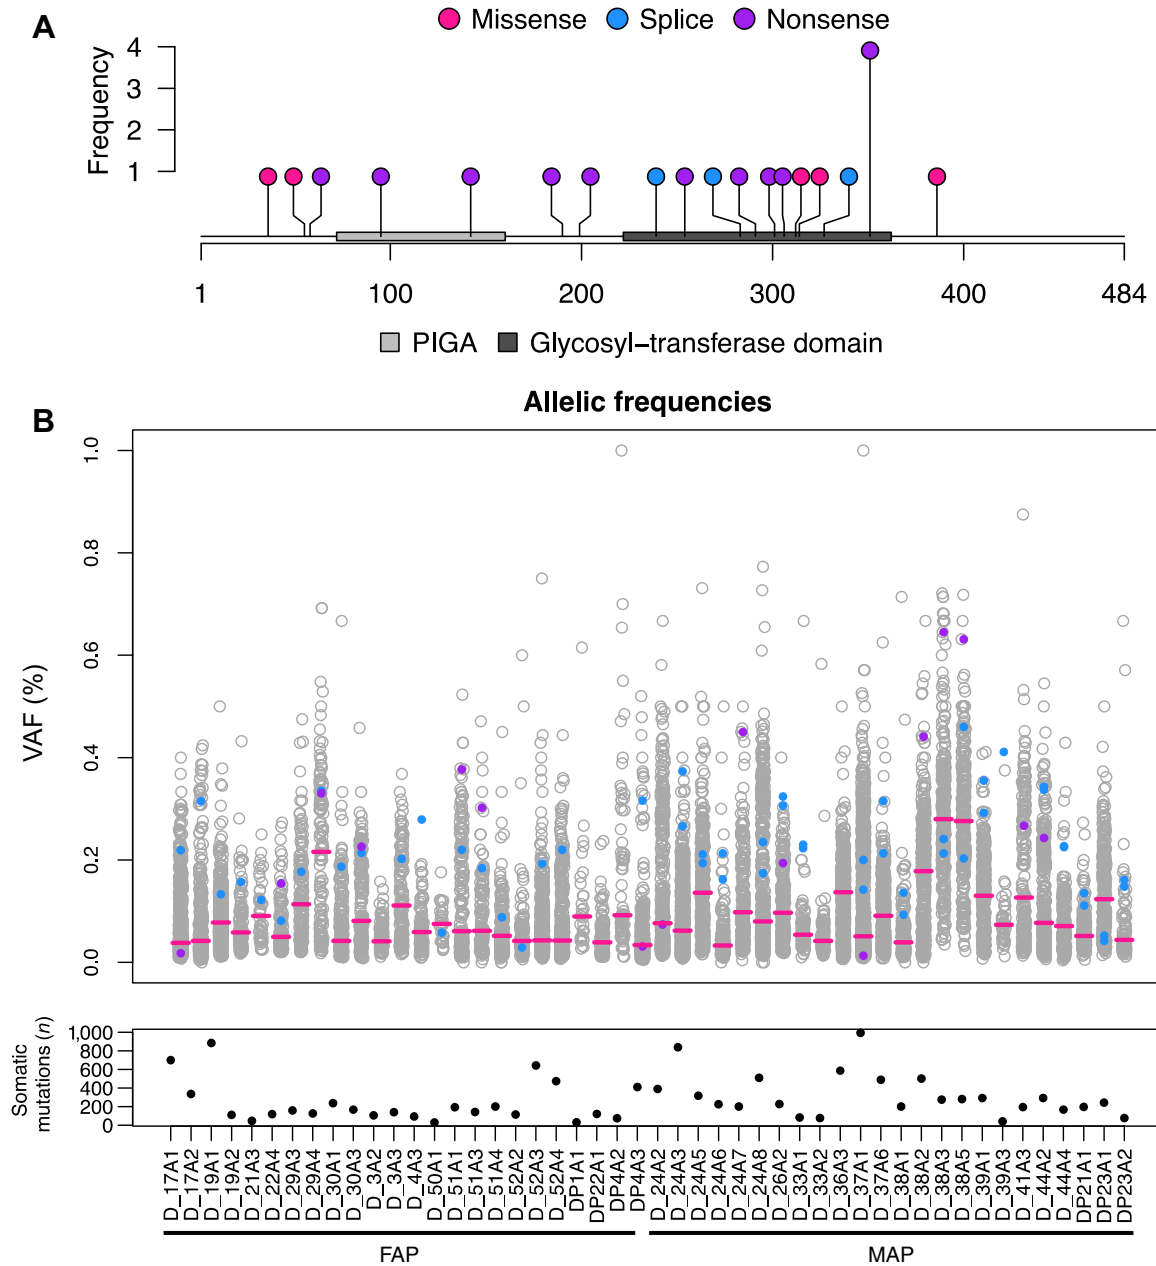 A
Missense Splice Nonsense
Frequency
4
3
2
1
1 100 200 300 400 484
PIGA Glycosyl–transferase domain
B
Allelic frequencies
VAF (%)
1.0
0.8
0.6
0.4
0.2
0.0
Somatic
mutations (n)
1,000
800
600
400
200
0
D_17A1
D_17A2
D_19A1
D_19A2
D_21A3
D_22A4
D_29A3
D_29A4
D_30A1
D_30A3
D_3A2
D_3A3
D_4A3
D_50A1
D_51A1
D_51A3
D_51A4
D_52A2
D_52A3
D_52A4
DP1A1
DP22A1
DP4A2
DP4A3
D_24A2
D_24A3
D_24A5
D_24A6
D_24A7
D_24A8
D_26A2
D_33A1
D_33A2
D_36A3
D_37A1
D_37A6
D_38A1
D_38A2
D_38A3
D_38A5
D_39A1
D_39A3
D_41A3
D_44A2
D_44A4
DP21A1
DP23A1
DP23A2
FAP MAP